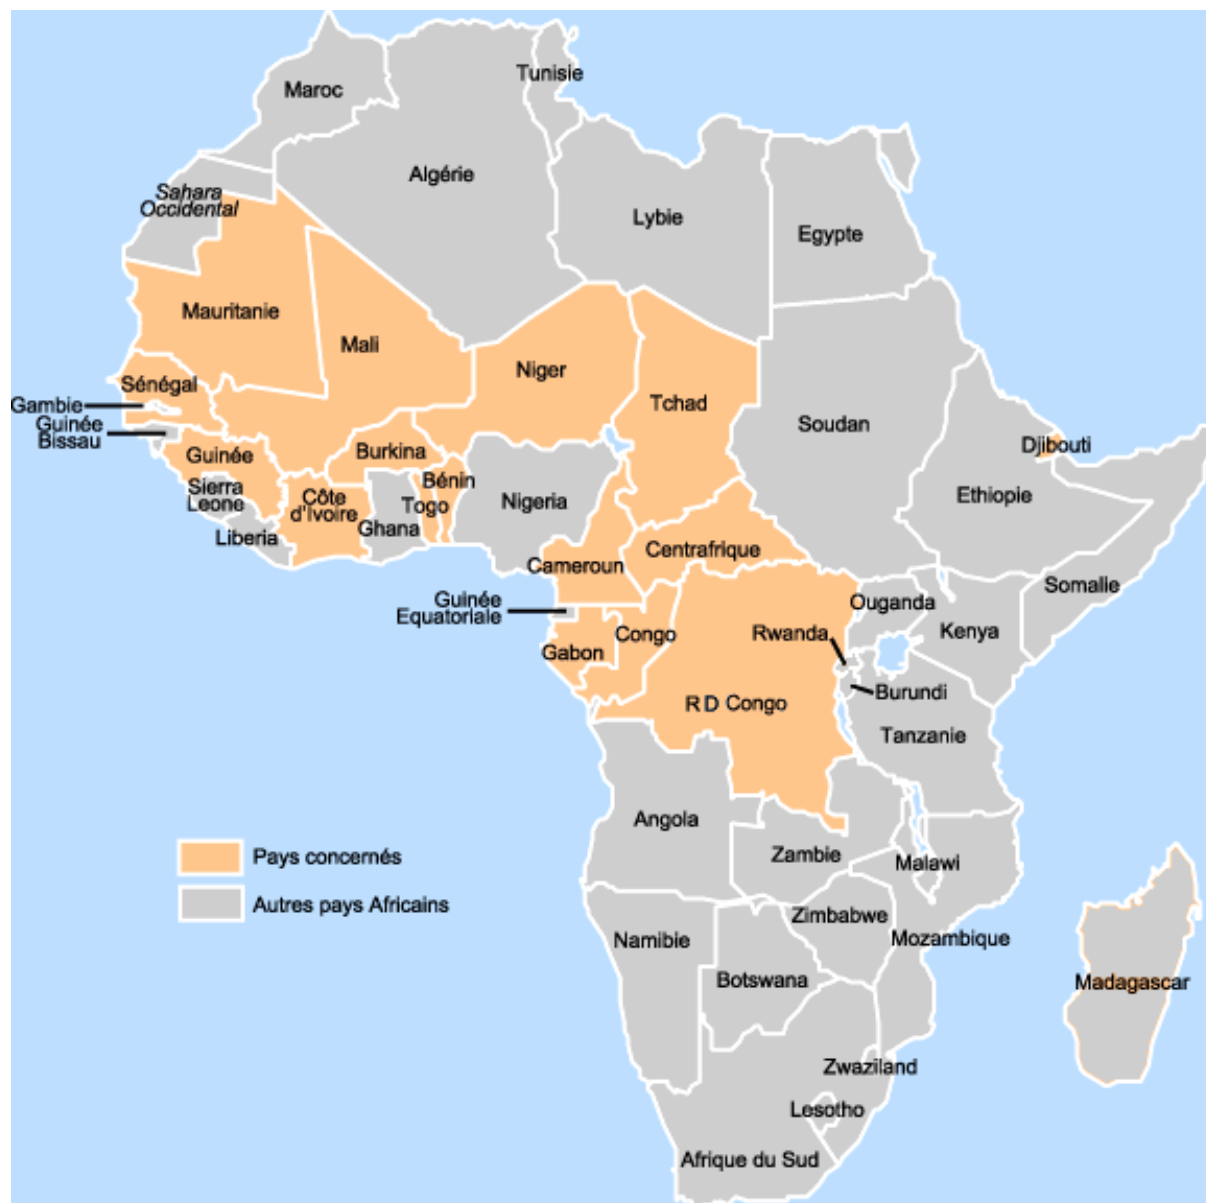 Tunisie
Maroc
Algérie
Sahara
Occidental
Lybie
Egypte
Mauritanie
Mali
Niger
Tchad
Sénégal
Gambie
Guinée
Bissau
Soudan
Djibouti
Guinée
Burkina
Bénin
Sierra
Leone
Côte
d'Ivoire
Togo
Nigeria
Ethiopie
Ghana
Liberia
Centrafrique
Cameroun
Somalie
Guinée
Equatoriale
Ouganda
Congo
Rwanda
Kenya
Gabon
Burundi
RD Congo
Tanzanie
Angola
Zambie
Malawi
Pays concernés
Autres pays Africains
Zimbabwe
Namibie
Mozambique
Botswana
Madagascar
Zwaziland
Lesotho
Afrique du Sud